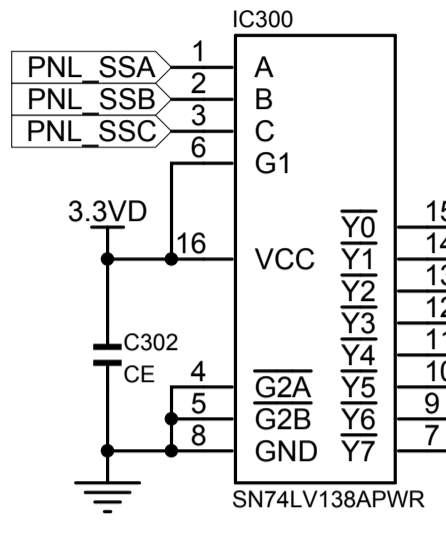 IC300
PNL_SSA 1 A
PNL_SSB 2 B
PNL_SSC 3 C
6 G1
3.3VD
16 VCC
Y0 15
Y1 14
Y2 13
Y3 12
Y4 11
C302
CE
4 G2A Y5 10
5 G2B Y6 9
8 GND Y7 7
SN74LV138APWR